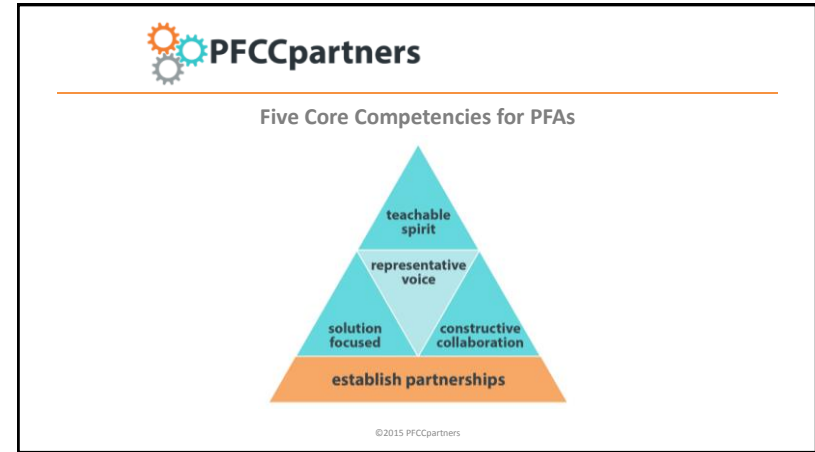 PFCCpartners
Five Core Competencies for PFAs
teachable
spirit
representative
voice
solution
focused
constructive
collaboration
establish partnerships
©2015 PFCCpartners